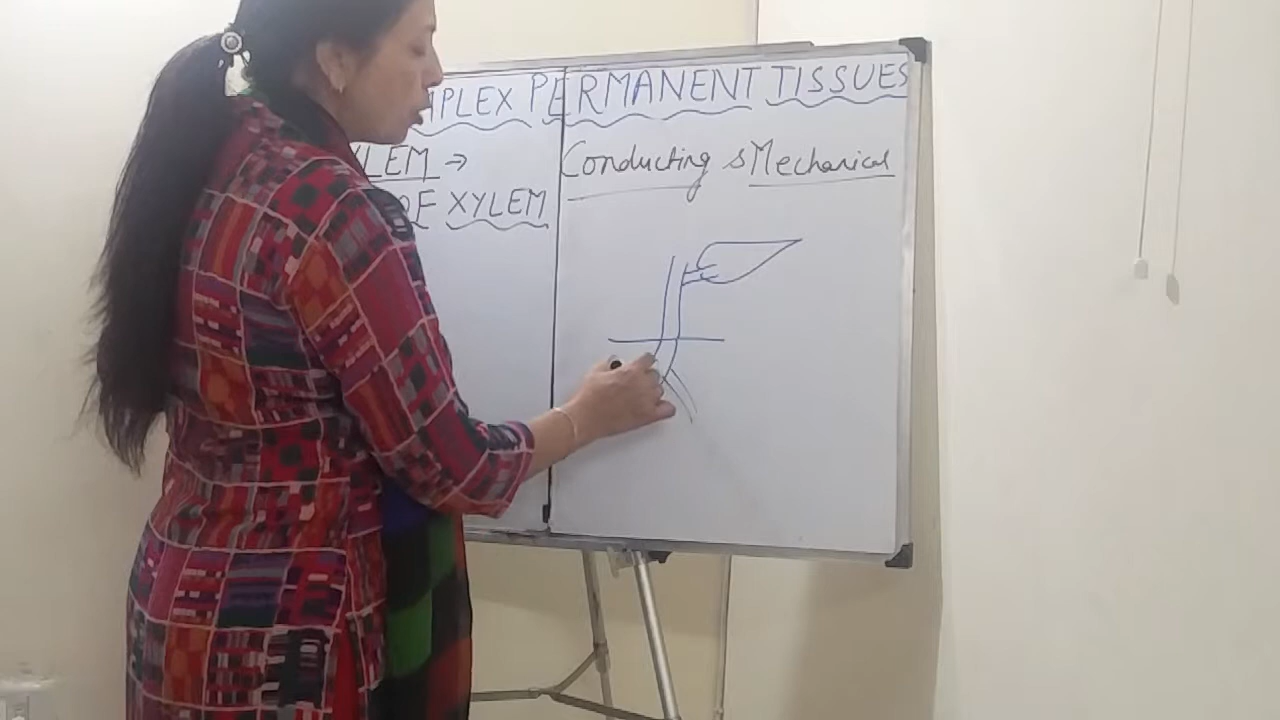 MPLEX PERMANENT TISSUES
YLEM → Conducting & Mechanical
OF XYLEM